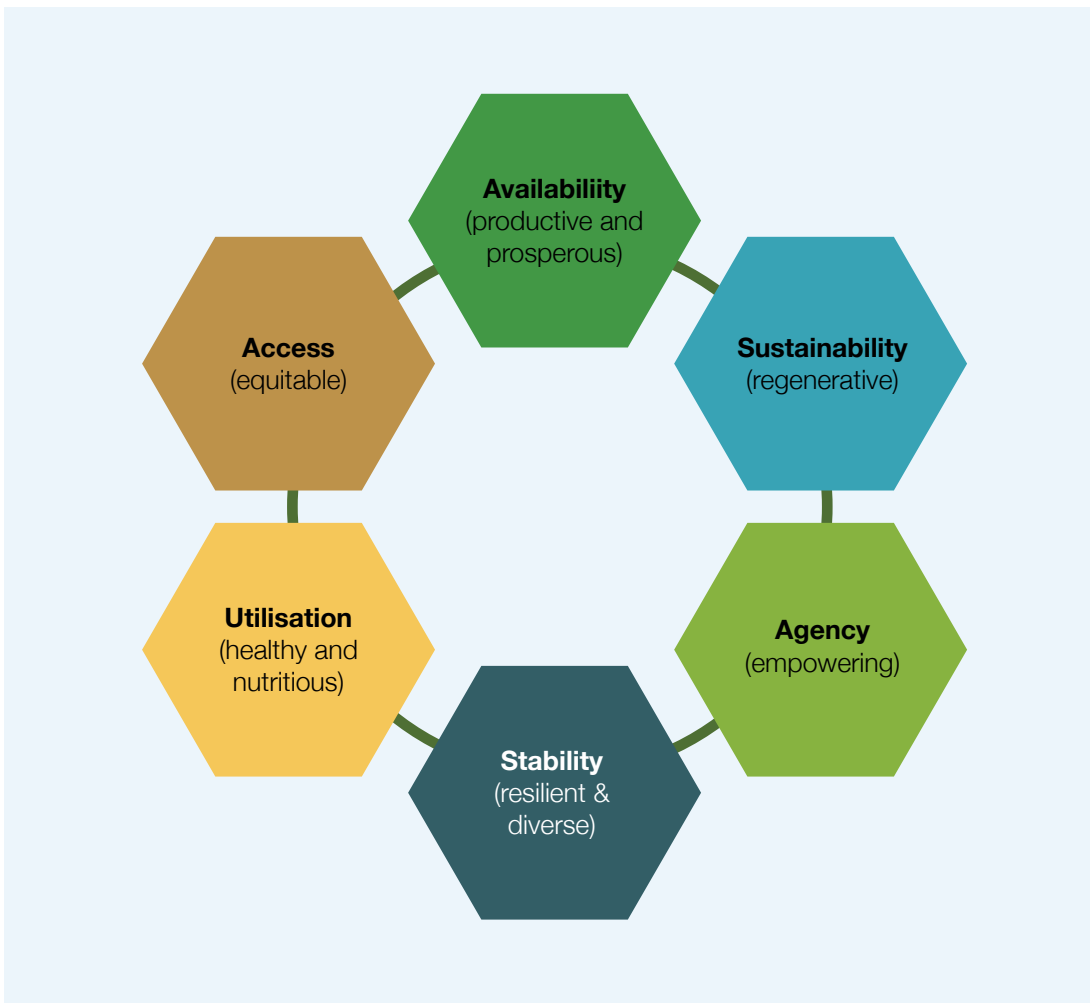 Availabiliity
(productive and
prosperous)
Access
(equitable)
Sustainability
(regenerative)
Utilisation
(healthy and
nutritious)
Agency
(empowering)
Stability
(resilient &
diverse)